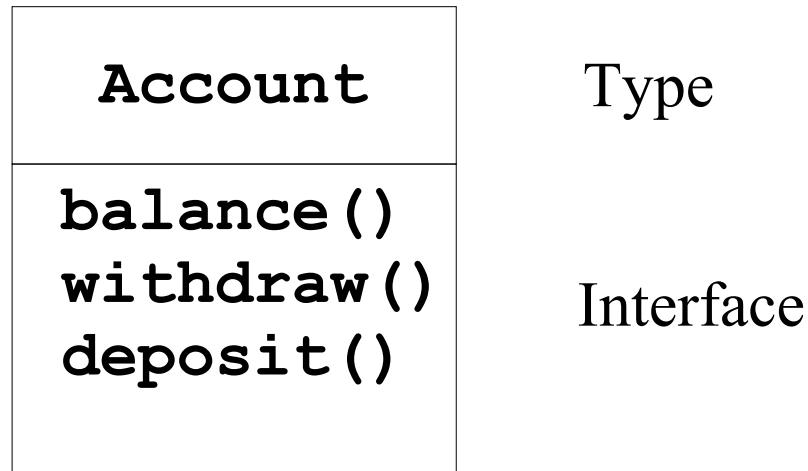 Account
Type
balance()
withdraw()
deposit()
Interface